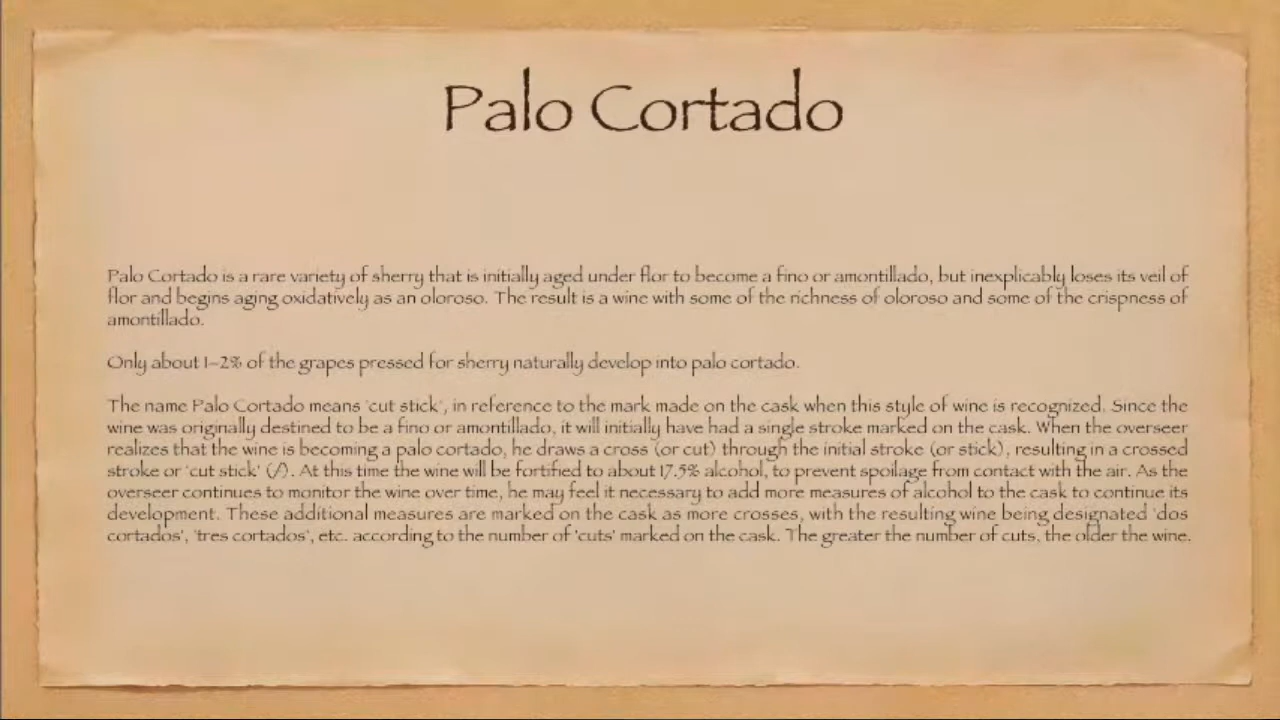 Palo Cortado
Palo Cortado is a rare variety of sherry that is initially aged under flor to become a fino or amontillado, but inexplicably loses its veil of
flor and begins aging oxidatively as an oloroso. The result is a wine with some of the richness of oloroso and some of the crispness of
amontillado.
Only about 1–2% of the grapes pressed for sherry naturally develop into palo cortado.
The name Palo Cortado means 'cut stick', in reference to the mark made on the cask when this style of wine is recognized. Since the
wine was originally destined to be a fino or amontillado, it will initially have had a single stroke marked on the cask. When the overseer
realizes that the wine is becoming a palo cortado, he draws a cross (or cut) through the initial stroke (or stick), resulting in a crossed
stroke or 'cut stick' (⌿). At this time the wine will be fortified to about 17.5% alcohol, to prevent spoilage from contact with the air. As the
overseer continues to monitor the wine over time, he may feel it necessary to add more measures of alcohol to the cask to continue its
development. These additional measures are marked on the cask as more crosses, with the resulting wine being designated 'dos
cortados', 'tres cortados', etc. according to the number of 'cuts' marked on the cask. The greater the number of cuts, the older the wine.